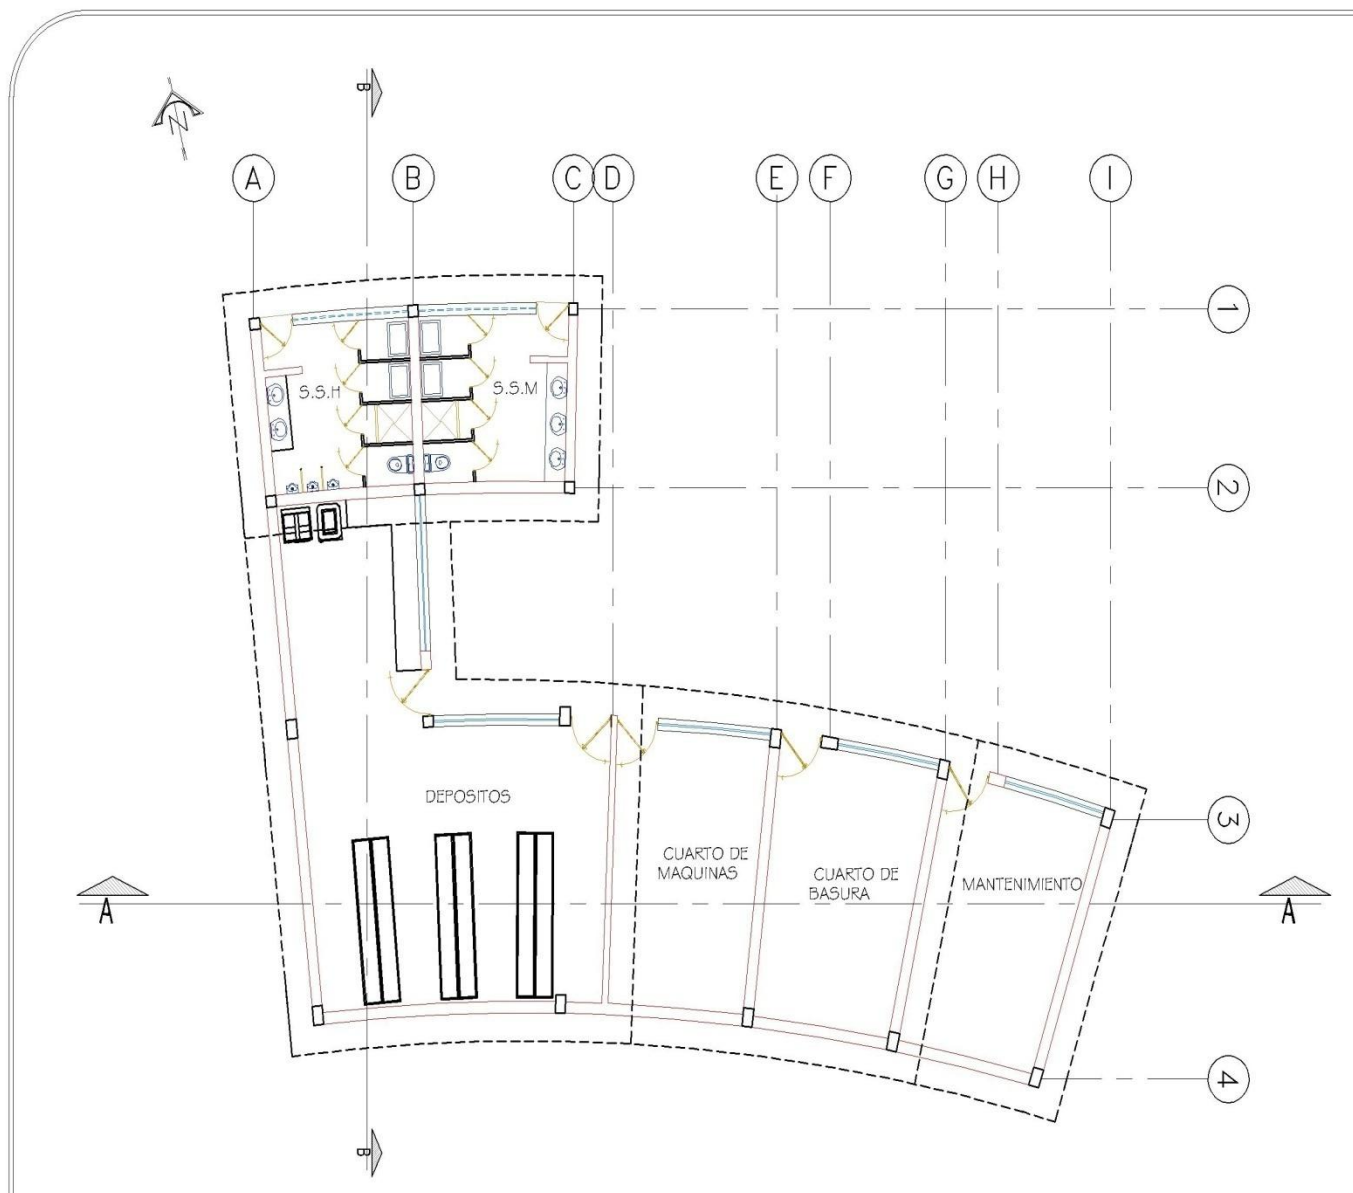 B
N
A B C D E F G H I
1
S.S.H S.S.M
2
DEPOSITOS
3
CUARTO DE
MAQUINAS
CUARTO DE
BASURA
MANTENIMIENTO
A A
4
B